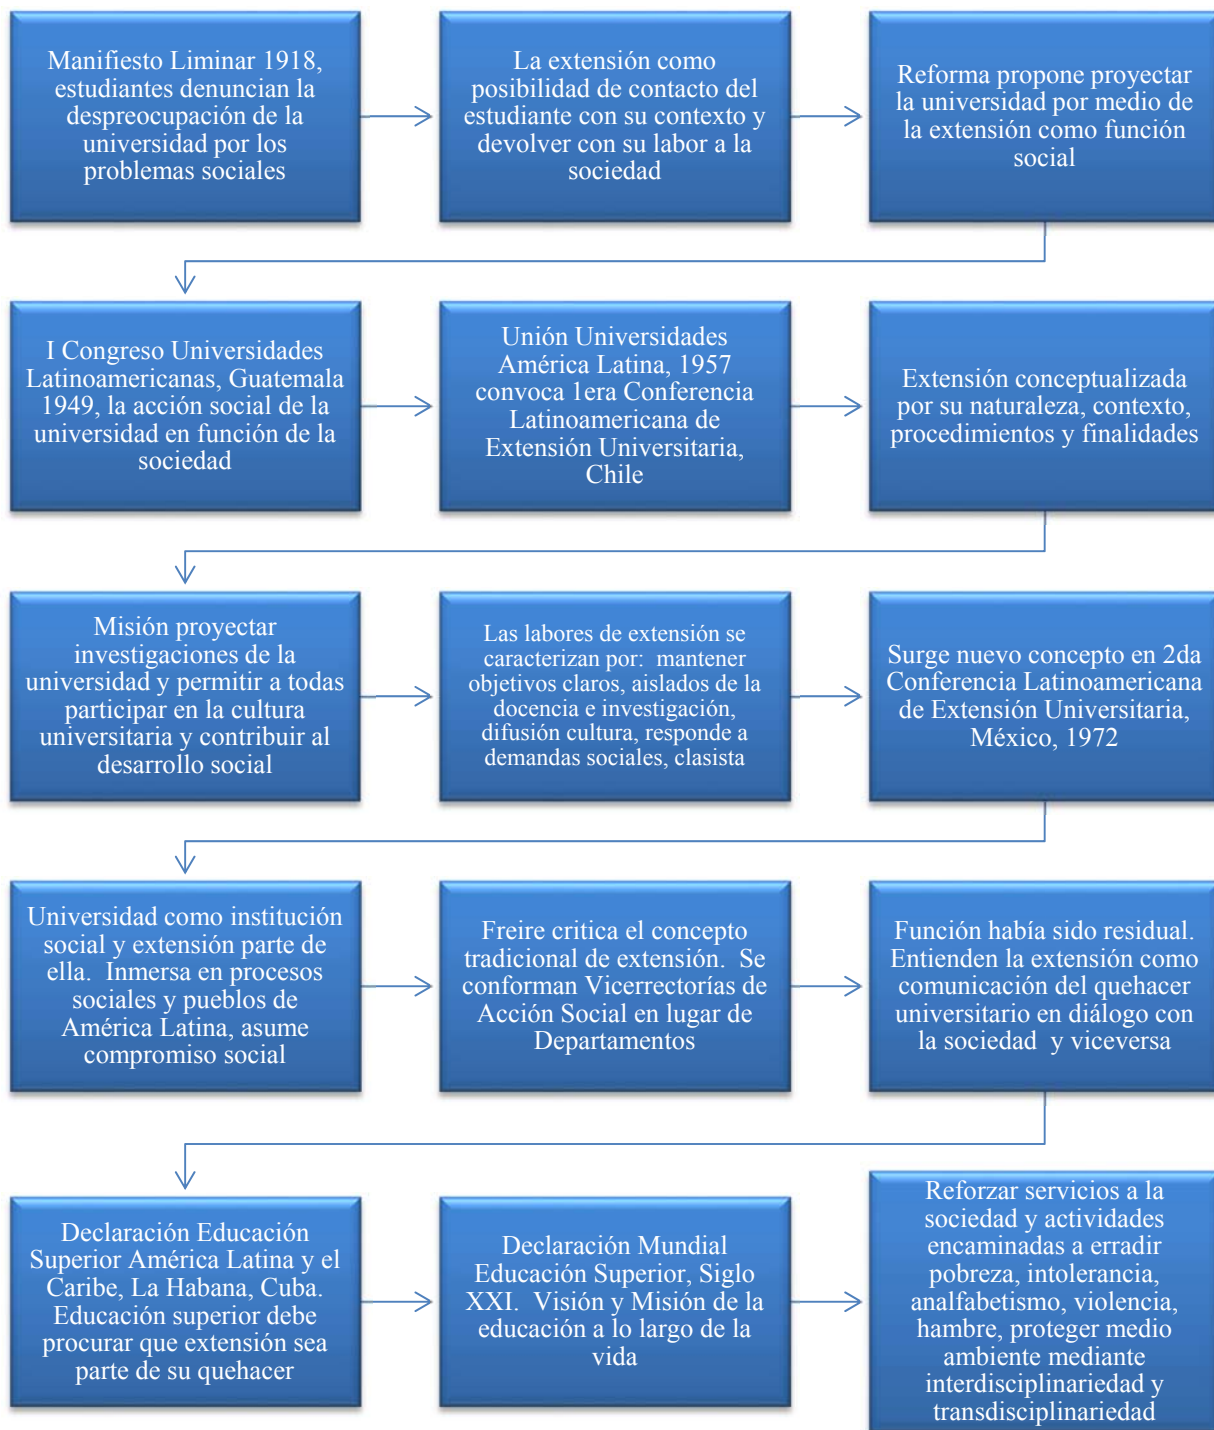 Manifiesto Liminar 1918,
estudiantes denuncian la
despreocupación de la
universidad por los
problemas sociales
La extensión como
posibilidad de contacto del
estudiante con su contexto y
devolver con su labor a la
sociedad
Reforma propone proyectar
la universidad por medio de
la extensión como función
social
I Congreso Universidades
Latinoamericanas, Guatemala
1949, la acción social de la
universidad en función de la
sociedad
Unión Universidades
América Latina, 1957
convoca 1era Conferencia
Latinoamericana de
Extensión Universitaria,
Chile
Extensión conceptualizada
por su naturaleza, contexto,
procedimientos y finalidades
Misión proyectar
investigaciones de la
universidad y permitir a todas
participar en la cultura
universitaria y contribuir al
desarrollo social
Las labores de extensión se
caracterizan por: mantener
objetivos claros, aislados de la
docencia e investigación,
difusión cultura, responde a
demandas sociales, clasista
Surge nuevo concepto en 2da
Conferencia Latinoamericana
de Extensión Universitaria,
México, 1972
Universidad como institución
social y extensión parte de
ella. Inmersa en procesos
sociales y pueblos de
América Latina, asume
compromiso social
Freire critica el concepto
tradicional de extensión. Se
conforman Vicerrectorías de
Acción Social en lugar de
Departamentos
Función había sido residual.
Entienden la extensión como
comunicación del quehacer
universitario en diálogo con
la sociedad y viceversa
Declaración Educación
Superior América Latina y el
Caribe, La Habana, Cuba.
Educación superior debe
procurar que extensión sea
parte de su quehacer
Declaración Mundial
Educación Superior, Siglo
XXI. Visión y Misión de la
educación a lo largo de la
vida
Reforzar servicios a la
sociedad y actividades
encaminadas a erradir
pobreza, intolerancia,
analfabetismo, violencia,
hambre, proteger medio
ambiente mediante
interdisciplinariedad y
transdisciplinariedad